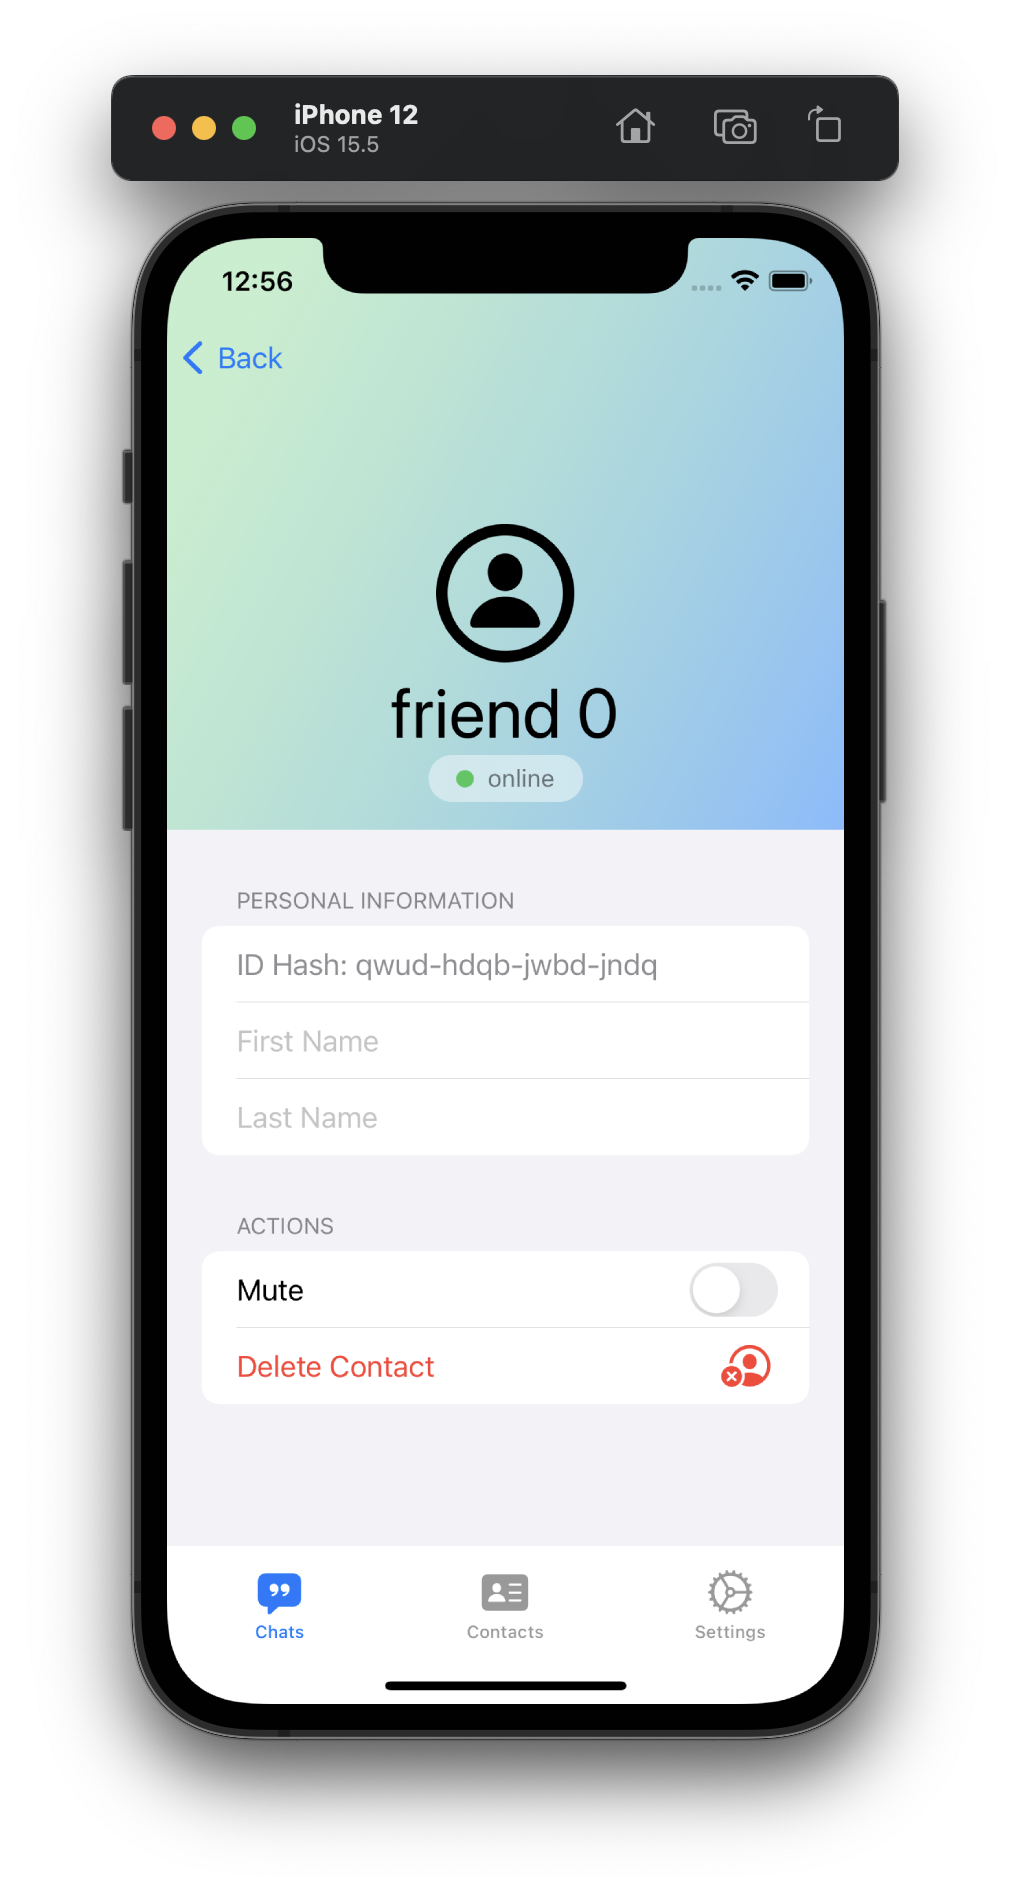 iPhone 12
iOS 15.5
12:56
Back
friend 0
online
PERSONAL INFORMATION
ID Hash: qwud-hdqb-jwbd-jndq
First Name
Last Name
ACTIONS
Mute
Delete Contact
Chats
Contacts
Settings